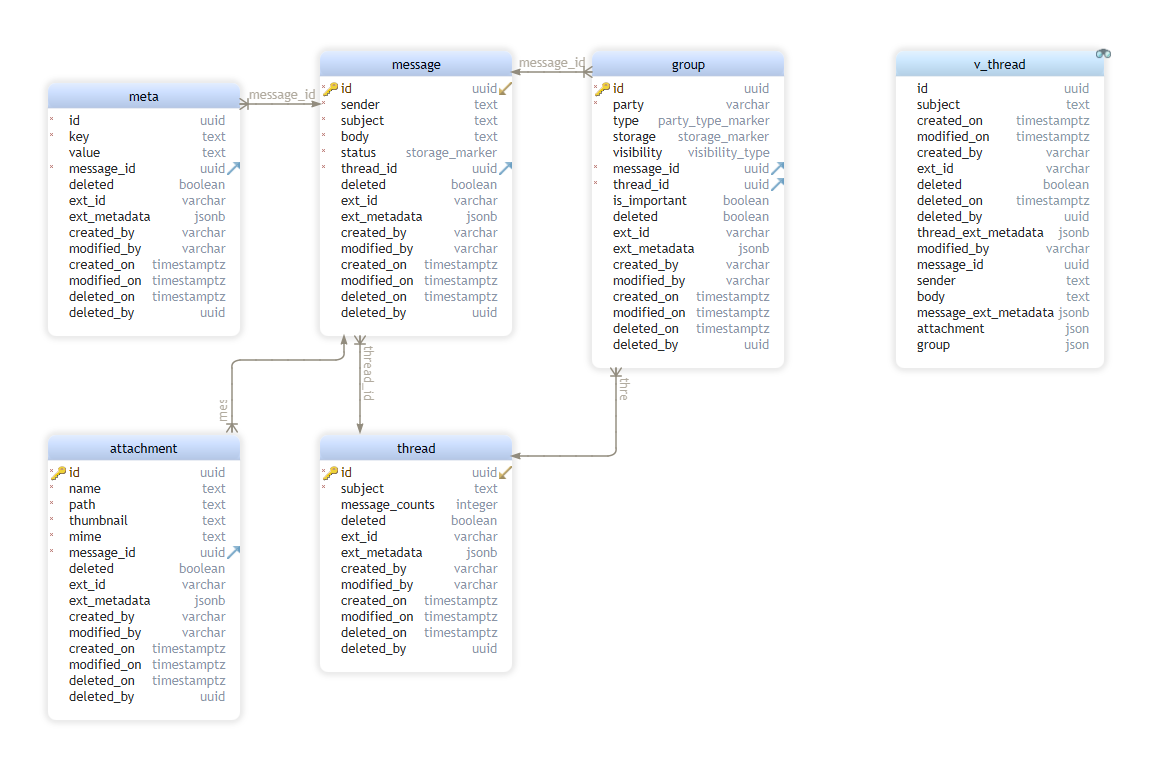 meta
* id uuid
* key text
value text
* message_id uuid
deleted boolean
ext_id varchar
ext_metadata jsonb
created_by varchar
modified_by varchar
created_on timestamptz
modified_on timestamptz
deleted_on timestamptz
deleted_by uuid
message_id
message
* id uuid
* sender text
* subject text
* body text
* status storage_marker
* thread_id uuid
deleted boolean
ext_id varchar
ext_metadata jsonb
created_by varchar
modified_by varchar
created_on timestamptz
modified_on timestamptz
deleted_on timestamptz
deleted_by uuid
message_id
group
* id uuid
* party varchar
type party_type_marker
storage storage_marker
visibility visibility_type
* message_id uuid
* thread_id uuid
is_important boolean
deleted boolean
ext_id varchar
ext_metadata jsonb
created_by varchar
modified_by varchar
created_on timestamptz
modified_on timestamptz
deleted_on timestamptz
deleted_by uuid
v_thread
id uuid
subject text
created_on timestamptz
modified_on timestamptz
created_by varchar
ext_id varchar
deleted boolean
deleted_on timestamptz
deleted_by uuid
thread_ext_metadata jsonb
modified_by varchar
message_id uuid
sender text
body text
message_ext_metadata jsonb
attachment json
group json
mes
thread_id
thre
attachment
* id uuid
* name text
* path text
* thumbnail text
* mime text
* message_id uuid
deleted boolean
ext_id varchar
ext_metadata jsonb
created_by varchar
modified_by varchar
created_on timestamptz
modified_on timestamptz
deleted_on timestamptz
deleted_by uuid
thread
* id uuid
* subject text
message_counts integer
deleted boolean
ext_id varchar
ext_metadata jsonb
created_by varchar
modified_by varchar
created_on timestamptz
modified_on timestamptz
deleted_on timestamptz
deleted_by uuid